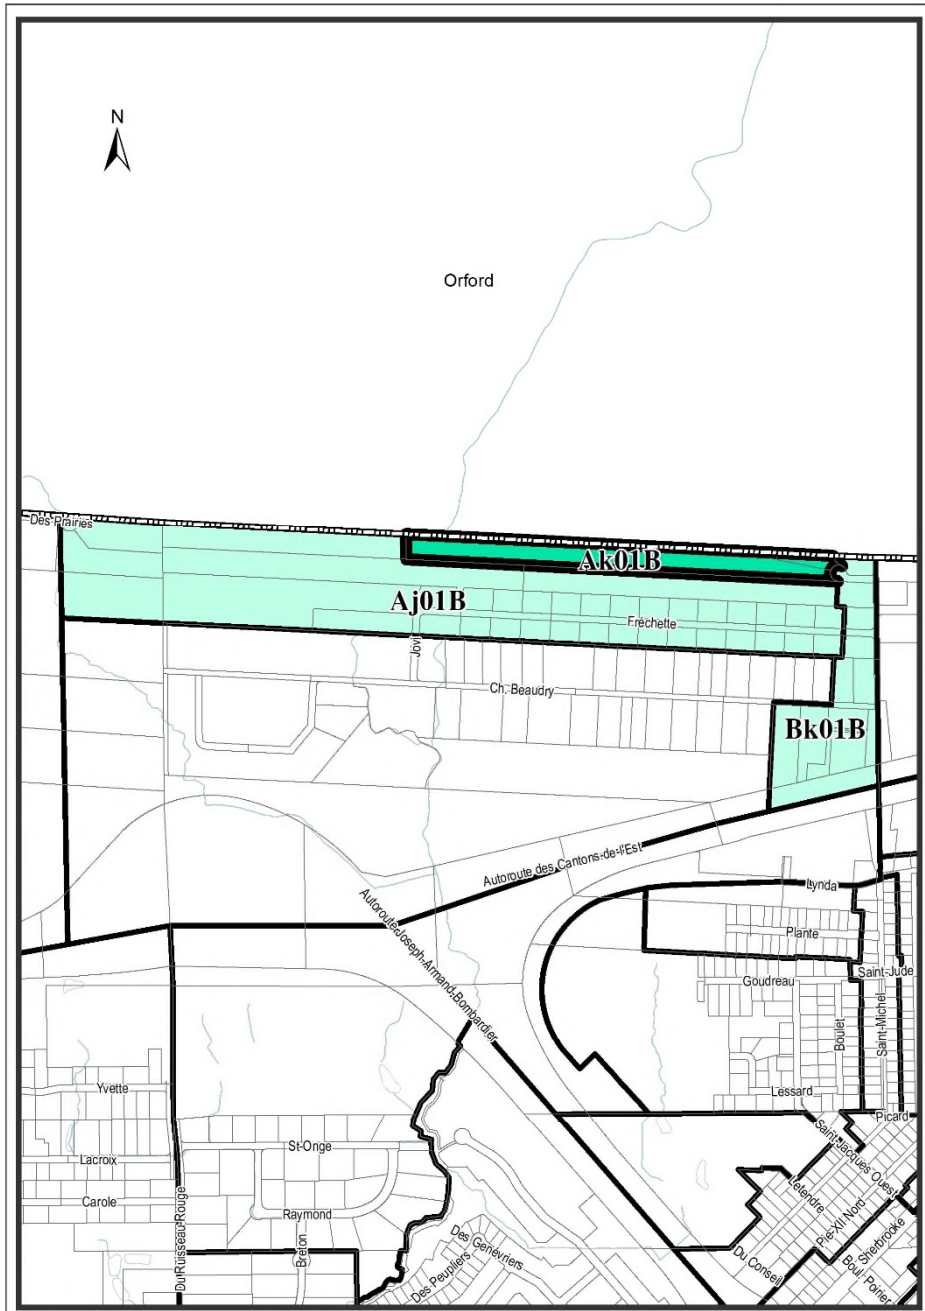 N
Orford
Des Prairies
Ak01B
Aj01B
Fréchette
Jovi
Ch. Beaudry
Bk01B
Autoroute des Cantons-de-l'Est
Lynda
Autoroute Joseph-Armand-Bombardier
Plante
Saint-Jude
Goudreau
Boulet
Saint-Michel
Yvette
Lessard
Picard
St-Onge
Saint-Jacques Ouest
Lacroix
Letendre
Carole
Du Ruisseau-Rouge
Raymond
Pie-XII Nord
Breton
Des Genévriers
Des Peupliers
Du Conseil
Sherbrooke
Boul. Poirier